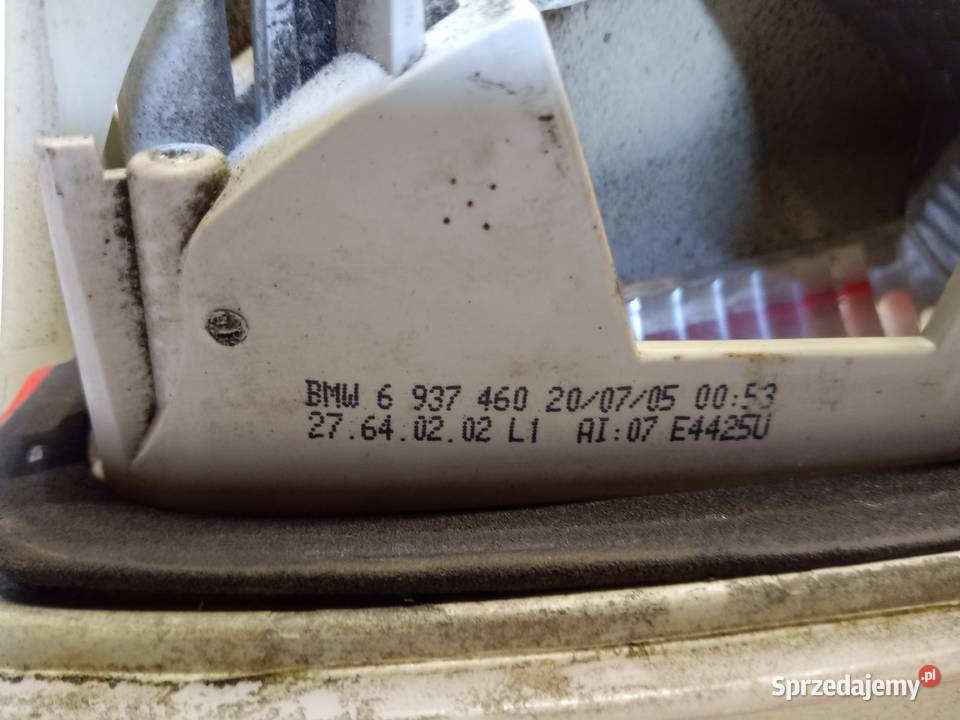 BMW 6 937 460 20/07/05 00:53
27.64.02.02 L1 AI:07 E4425U
Sprzedajemy.pl